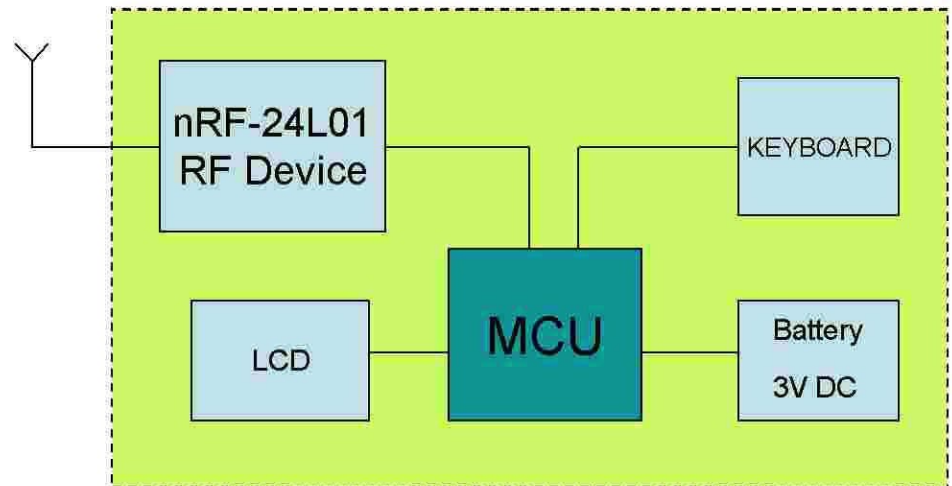 nRF-24L01
RF Device
KEYBOARD
MCU
LCD
Battery
3V DC